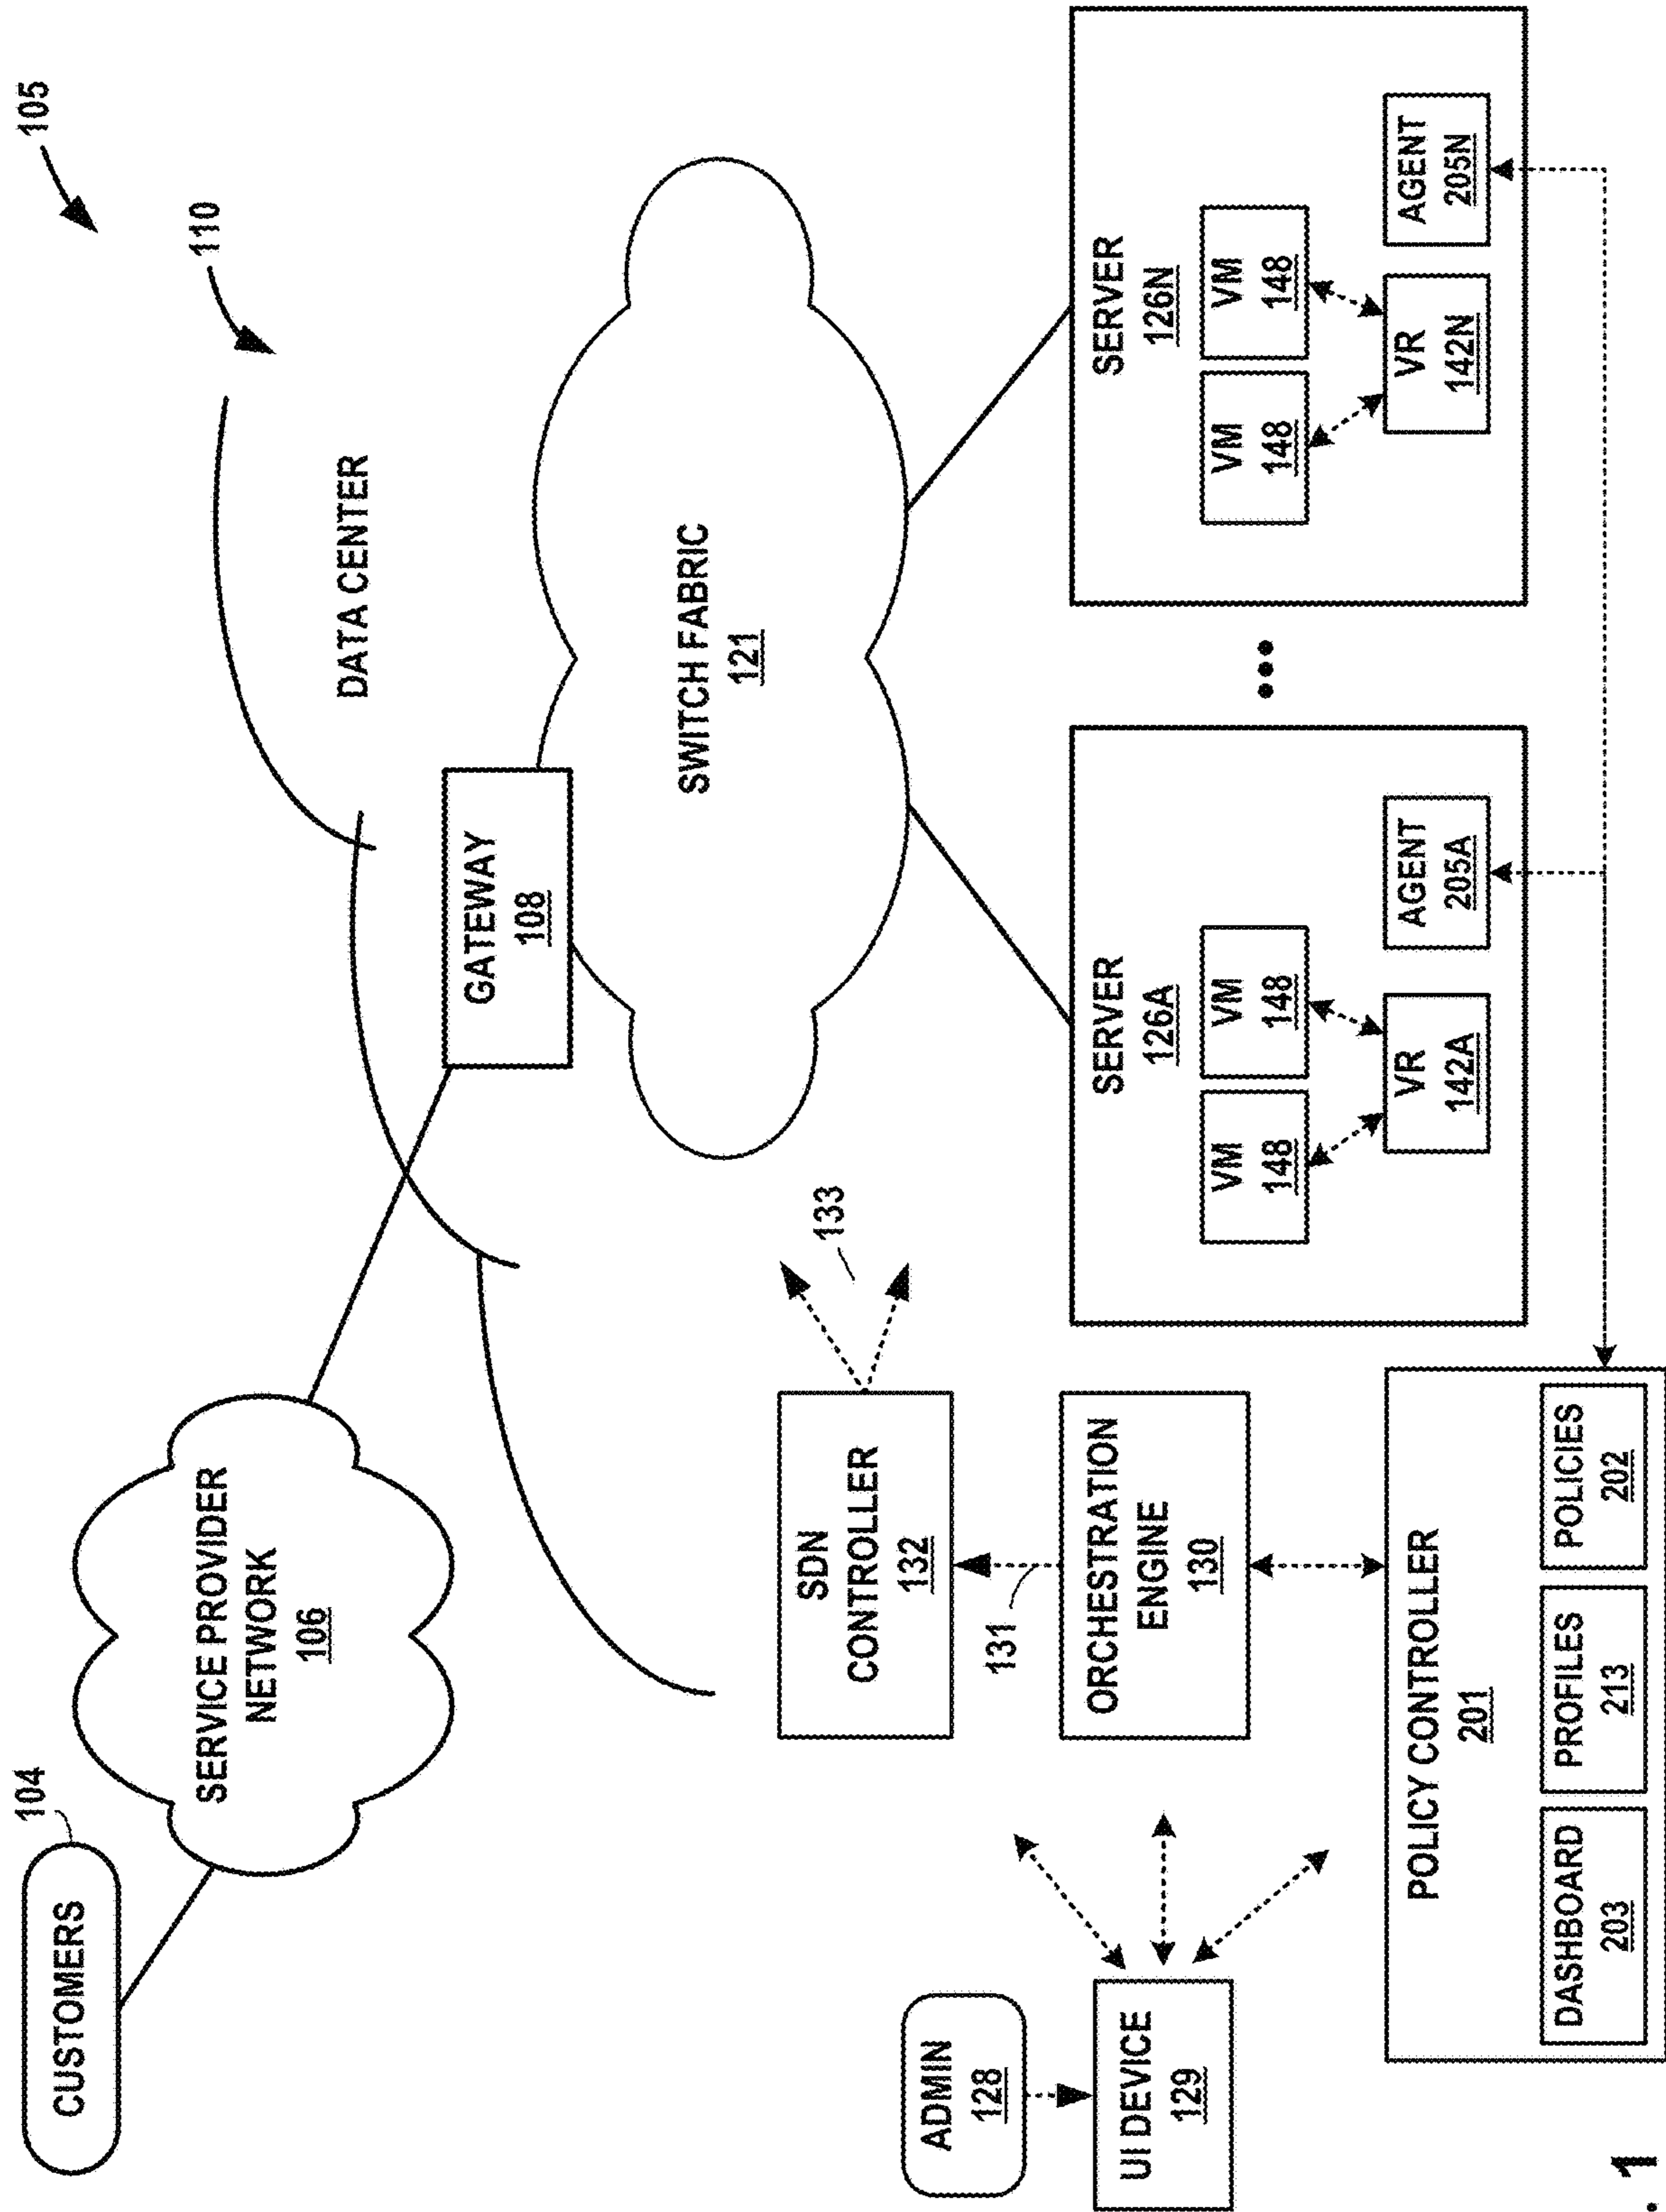 105
110
104
CUSTOMERS
SERVICE PROVIDER
NETWORK
106
DATA CENTER
GATEWAY
108
SWITCH FABRIC
121
133
SDN
CONTROLLER
132
131
ORCHESTRATION
ENGINE
130
ADMIN
128
UI DEVICE
129
POLICY CONTROLLER
201
DASHBOARD
203
PROFILES
213
POLICIES
202
SERVER
126A
VM
148
VM
148
VR
142A
AGENT
205A
•••
SERVER
126N
VM
148
VM
148
VR
142N
AGENT
205N
. 1